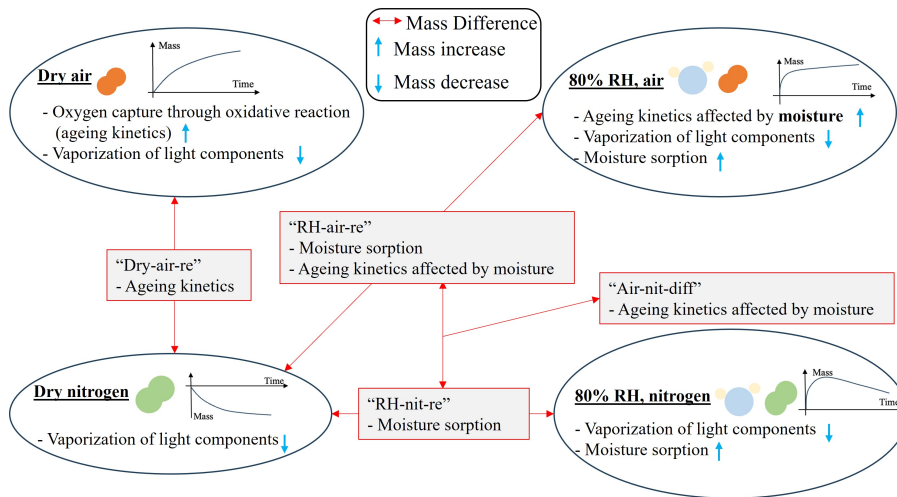 Mass Difference
Mass increase
Mass decrease
Dry air
Mass
Time
- Oxygen capture through oxidative reaction
(ageing kinetics)
- Vaporization of light components
80% RH, air
Mass
Time
- Ageing kinetics affected by moisture
- Vaporization of light components
- Moisture sorption
“RH-air-re”
- Moisture sorption
- Ageing kinetics affected by moisture
“Dry-air-re”
- Ageing kinetics
“Air-nit-diff”
- Ageing kinetics affected by moisture
Dry nitrogen
Time
Mass
- Vaporization of light components
“RH-nit-re”
- Moisture sorption
80% RH, nitrogen
Mass
Time
- Vaporization of light components
- Moisture sorption